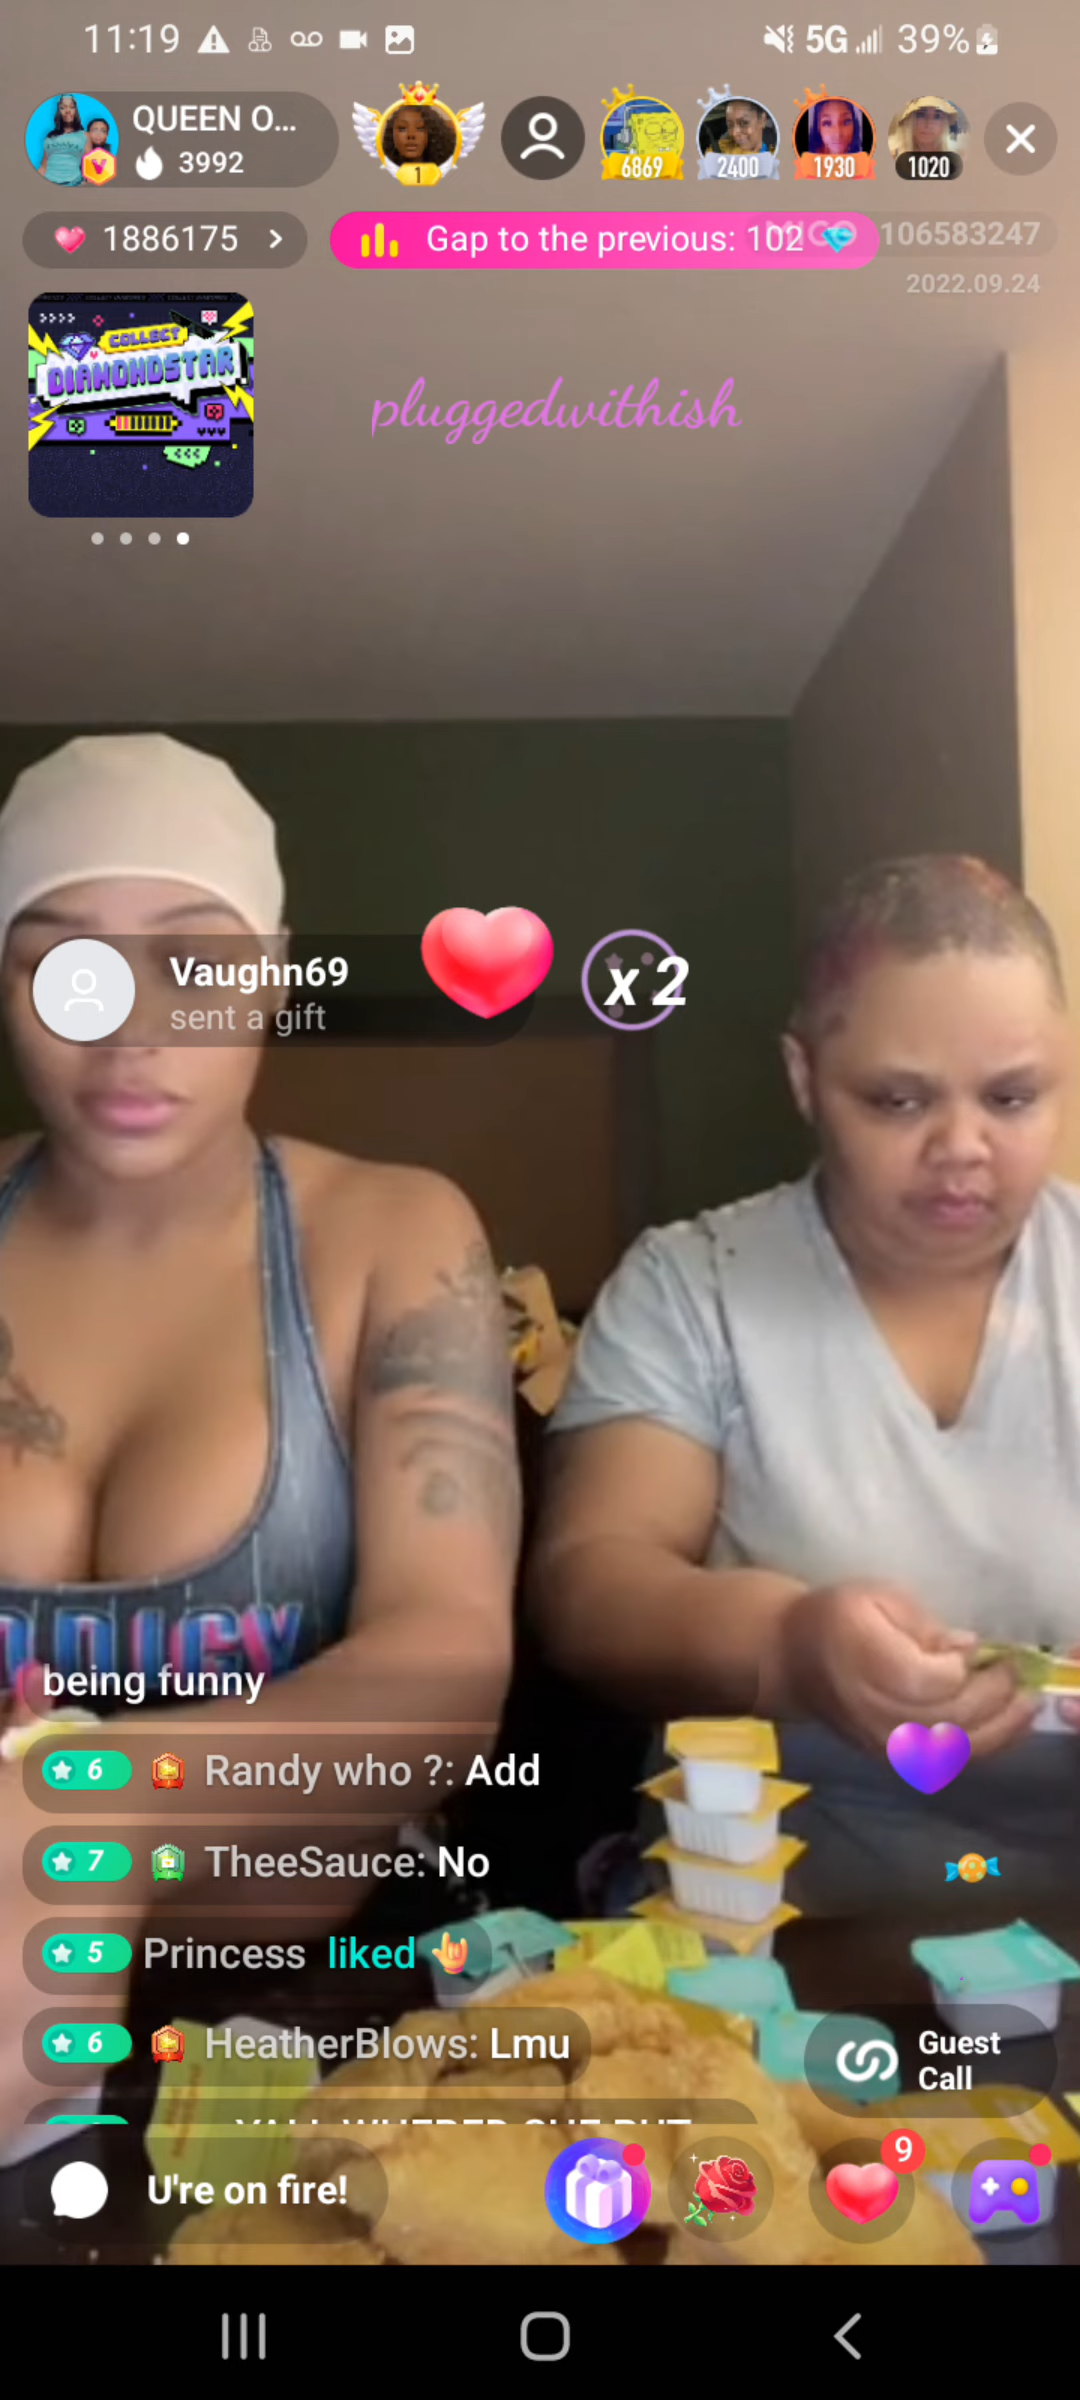 11:19
5G 39%
QUEEN O...
3992
1
6869
2400
1930
1020
1886175
Gap to the previous: 102
MICO 106583247
2022.09.24
COLLECT
DIAMONDSTAR
pluggedwithish
Vaughn69
sent a gift
x 2
being funny
6 Randy who ?: Add
7 TheeSauce: No
5 Princess liked
6 HeatherBlows: Lmu
Guest
Call
U're on fire!
9